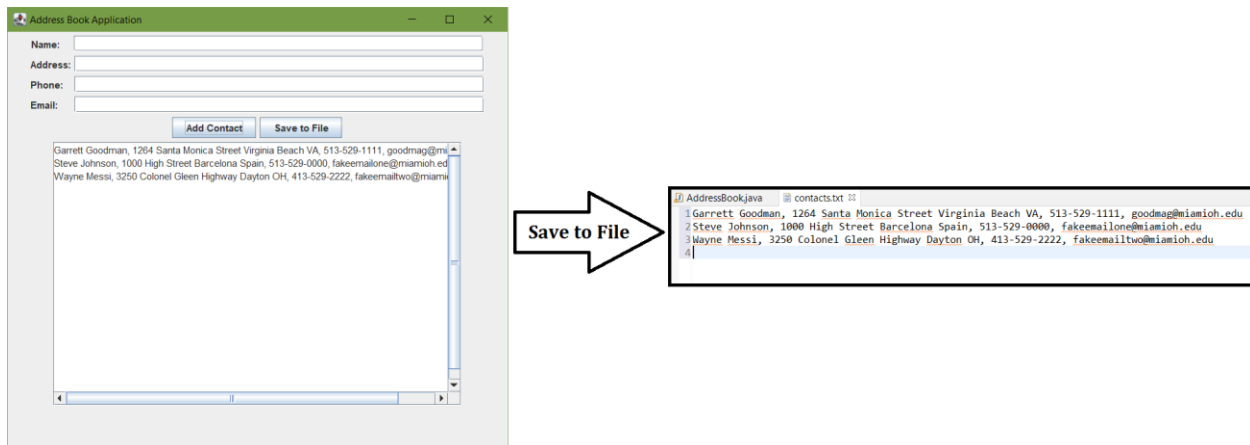 Address Book Application
Name:
Address:
Phone:
Email:
Add Contact Save to File
Garrett Goodman, 1264 Santa Monica Street Virginia Beach VA, 513-529-1111, goodmag@mi
Steve Johnson, 1000 High Street Barcelona Spain, 513-529-0000, fakeemailone@miamioh.ed
Wayne Messi, 3250 Colonel Gleen Highway Dayton OH, 413-529-2222, fakeemailtwo@miami
Save to File
AddressBook.java contacts.txt
1 Garrett Goodman, 1264 Santa Monica Street Virginia Beach VA, 513-529-1111, goodmag@miamioh.edu
2 Steve Johnson, 1000 High Street Barcelona Spain, 513-529-0000, fakeemailone@miamioh.edu
3 Wayne Messi, 3250 Colonel Gleen Highway Dayton OH, 413-529-2222, fakeemailtwo@miamioh.edu
4